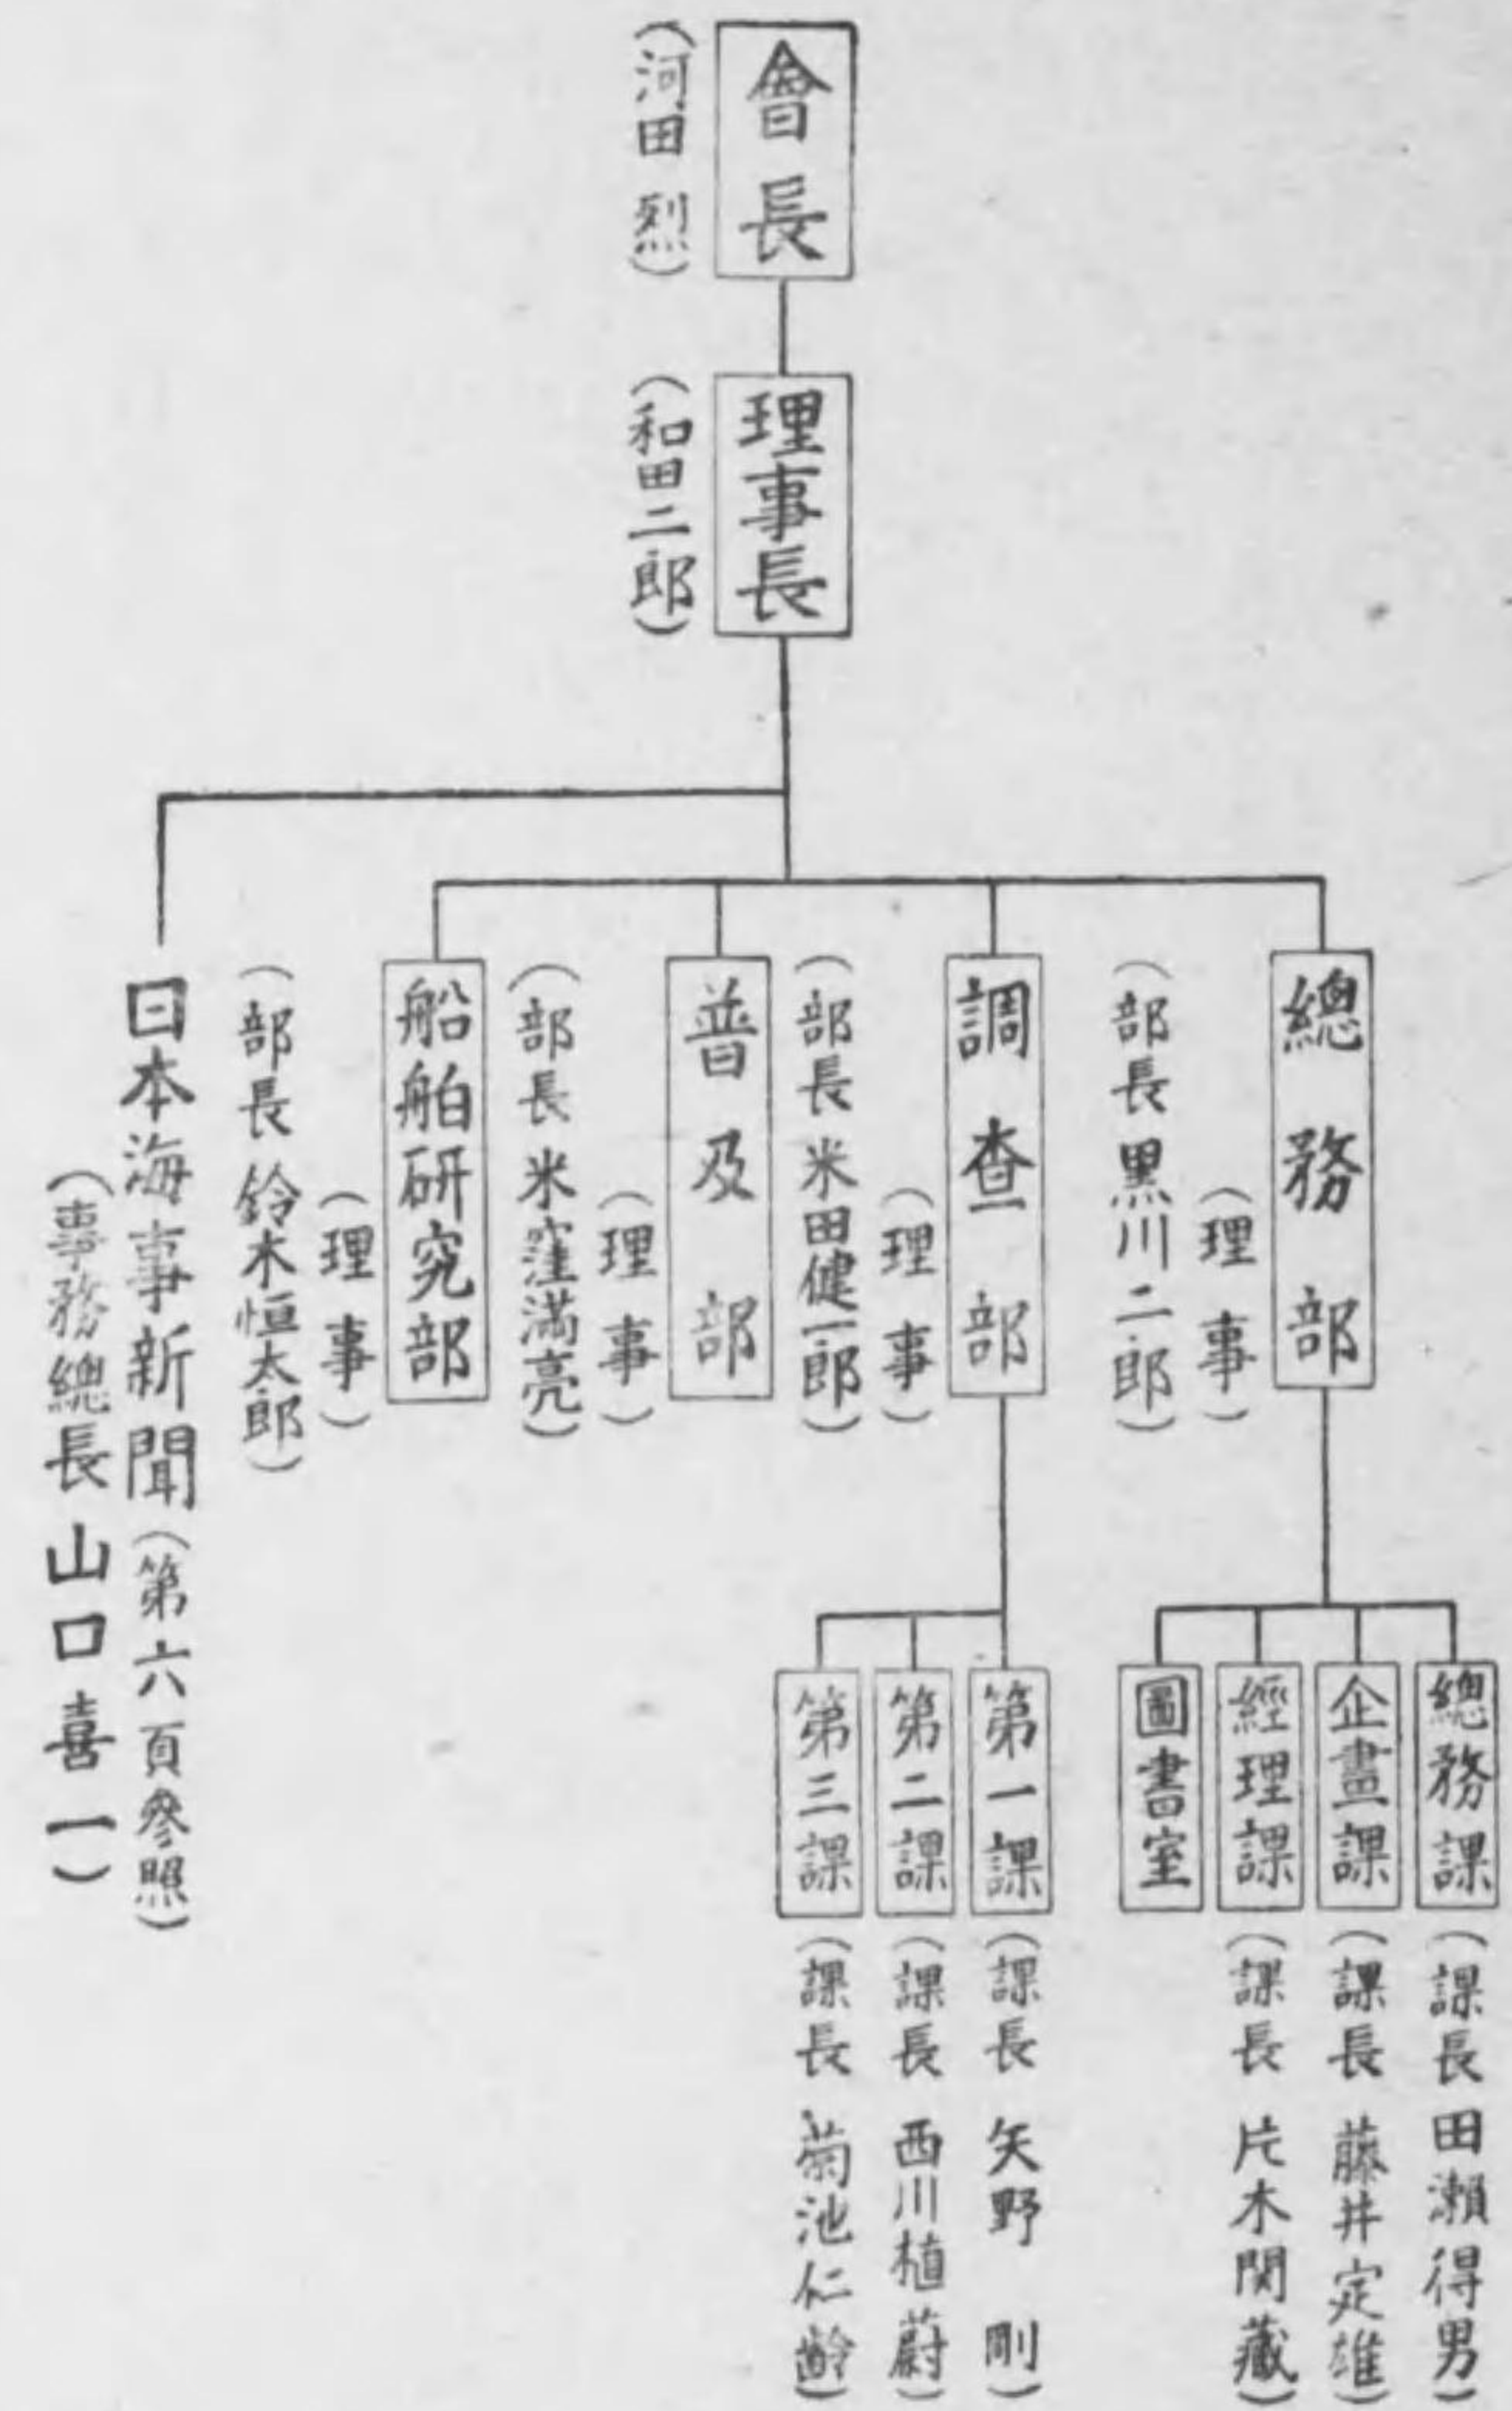 會長
(河田 烈)
理事長
(和田二郎)
總務部
(理事)
(部長 黒川二郎)
調査部
(理事)
(部長 米田健一郎)
普及部
(理事)
(部長 米窪満亮)
船舶研究部
(理事)
(部長 鈴木恒太郎)
日本海事新聞(第六頁參照)
(事務總長 山口喜一)
總務課
(課長 田瀬得男)
企畫課
(課長 藤井定雄)
經理課
(課長 片木関藏)
圖書室
第一課
(課長 矢野 剛)
第二課
(課長 西川植蔚)
第三課
(課長 菊池仁齢)